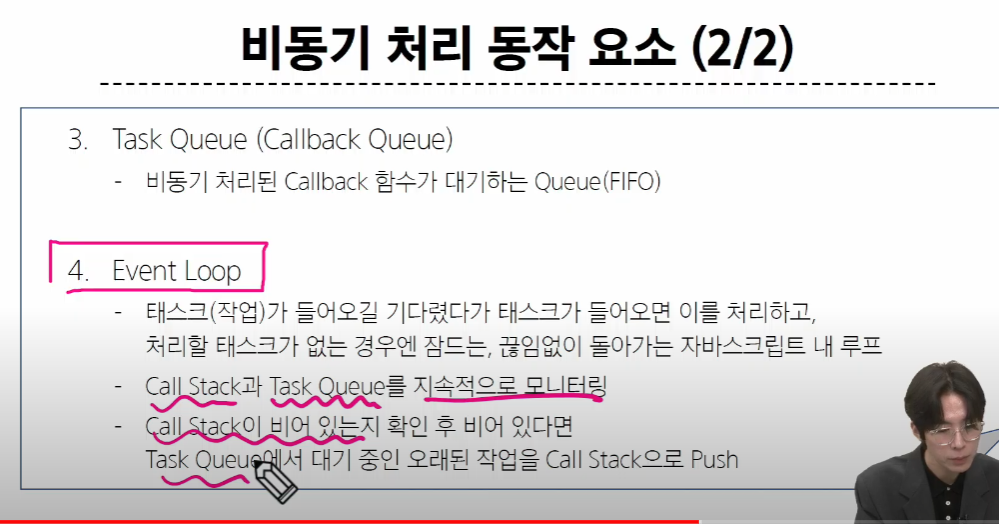 비동기 처리 동작 요소 (2/2)
3. Task Queue (Callback Queue)
- 비동기 처리된 Callback 함수가 대기하는 Queue(FIFO)
4. Event Loop
- 태스크(작업)가 들어오길 기다렸다가 태스크가 들어오면 이를 처리하고,
처리할 태스크가 없는 경우엔 잠드는, 끊임없이 돌아가는 자바스크립트 내 루프
- Call Stack과 Task Queue를 지속적으로 모니터링
- Call Stack이 비어 있는지 확인 후 비어 있다면
Task Queue에서 대기 중인 오래된 작업을 Call Stack으로 Push